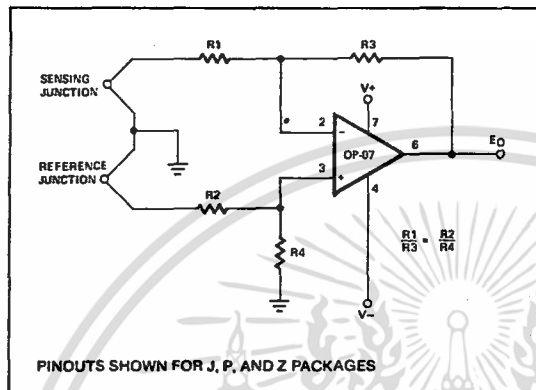 R1
R3
SENSING
JUNCTION
V+
7
2
−
6
EO
OP-07
REFERENCE
JUNCTION
3
+
R2
4
R1/R3 = R2/R4
R4
V−
PINOUTS SHOWN FOR J, P, AND Z PACKAGES